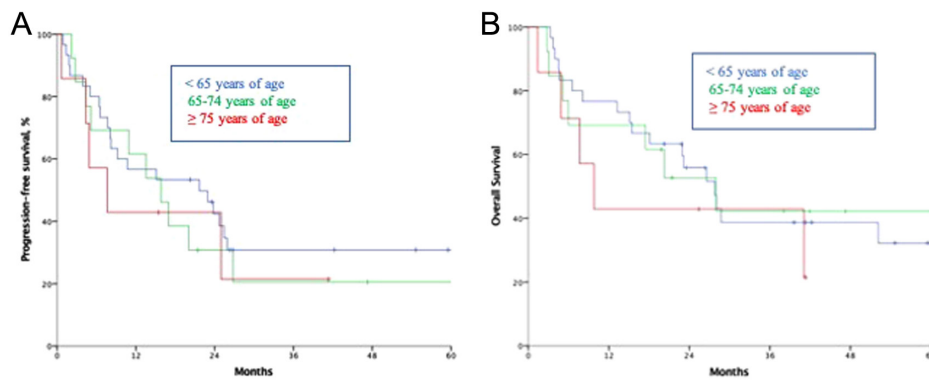 A
B
Progression-free survival, %
100
80
60
40
20
0
< 65 years of age
65-74 years of age
≥ 75 years of age
0 12 24 36 48 60
Months
Overall Survival
100
80
60
40
20
0
< 65 years of age
65-74 years of age
≥ 75 years of age
0 12 24 36 48
Months